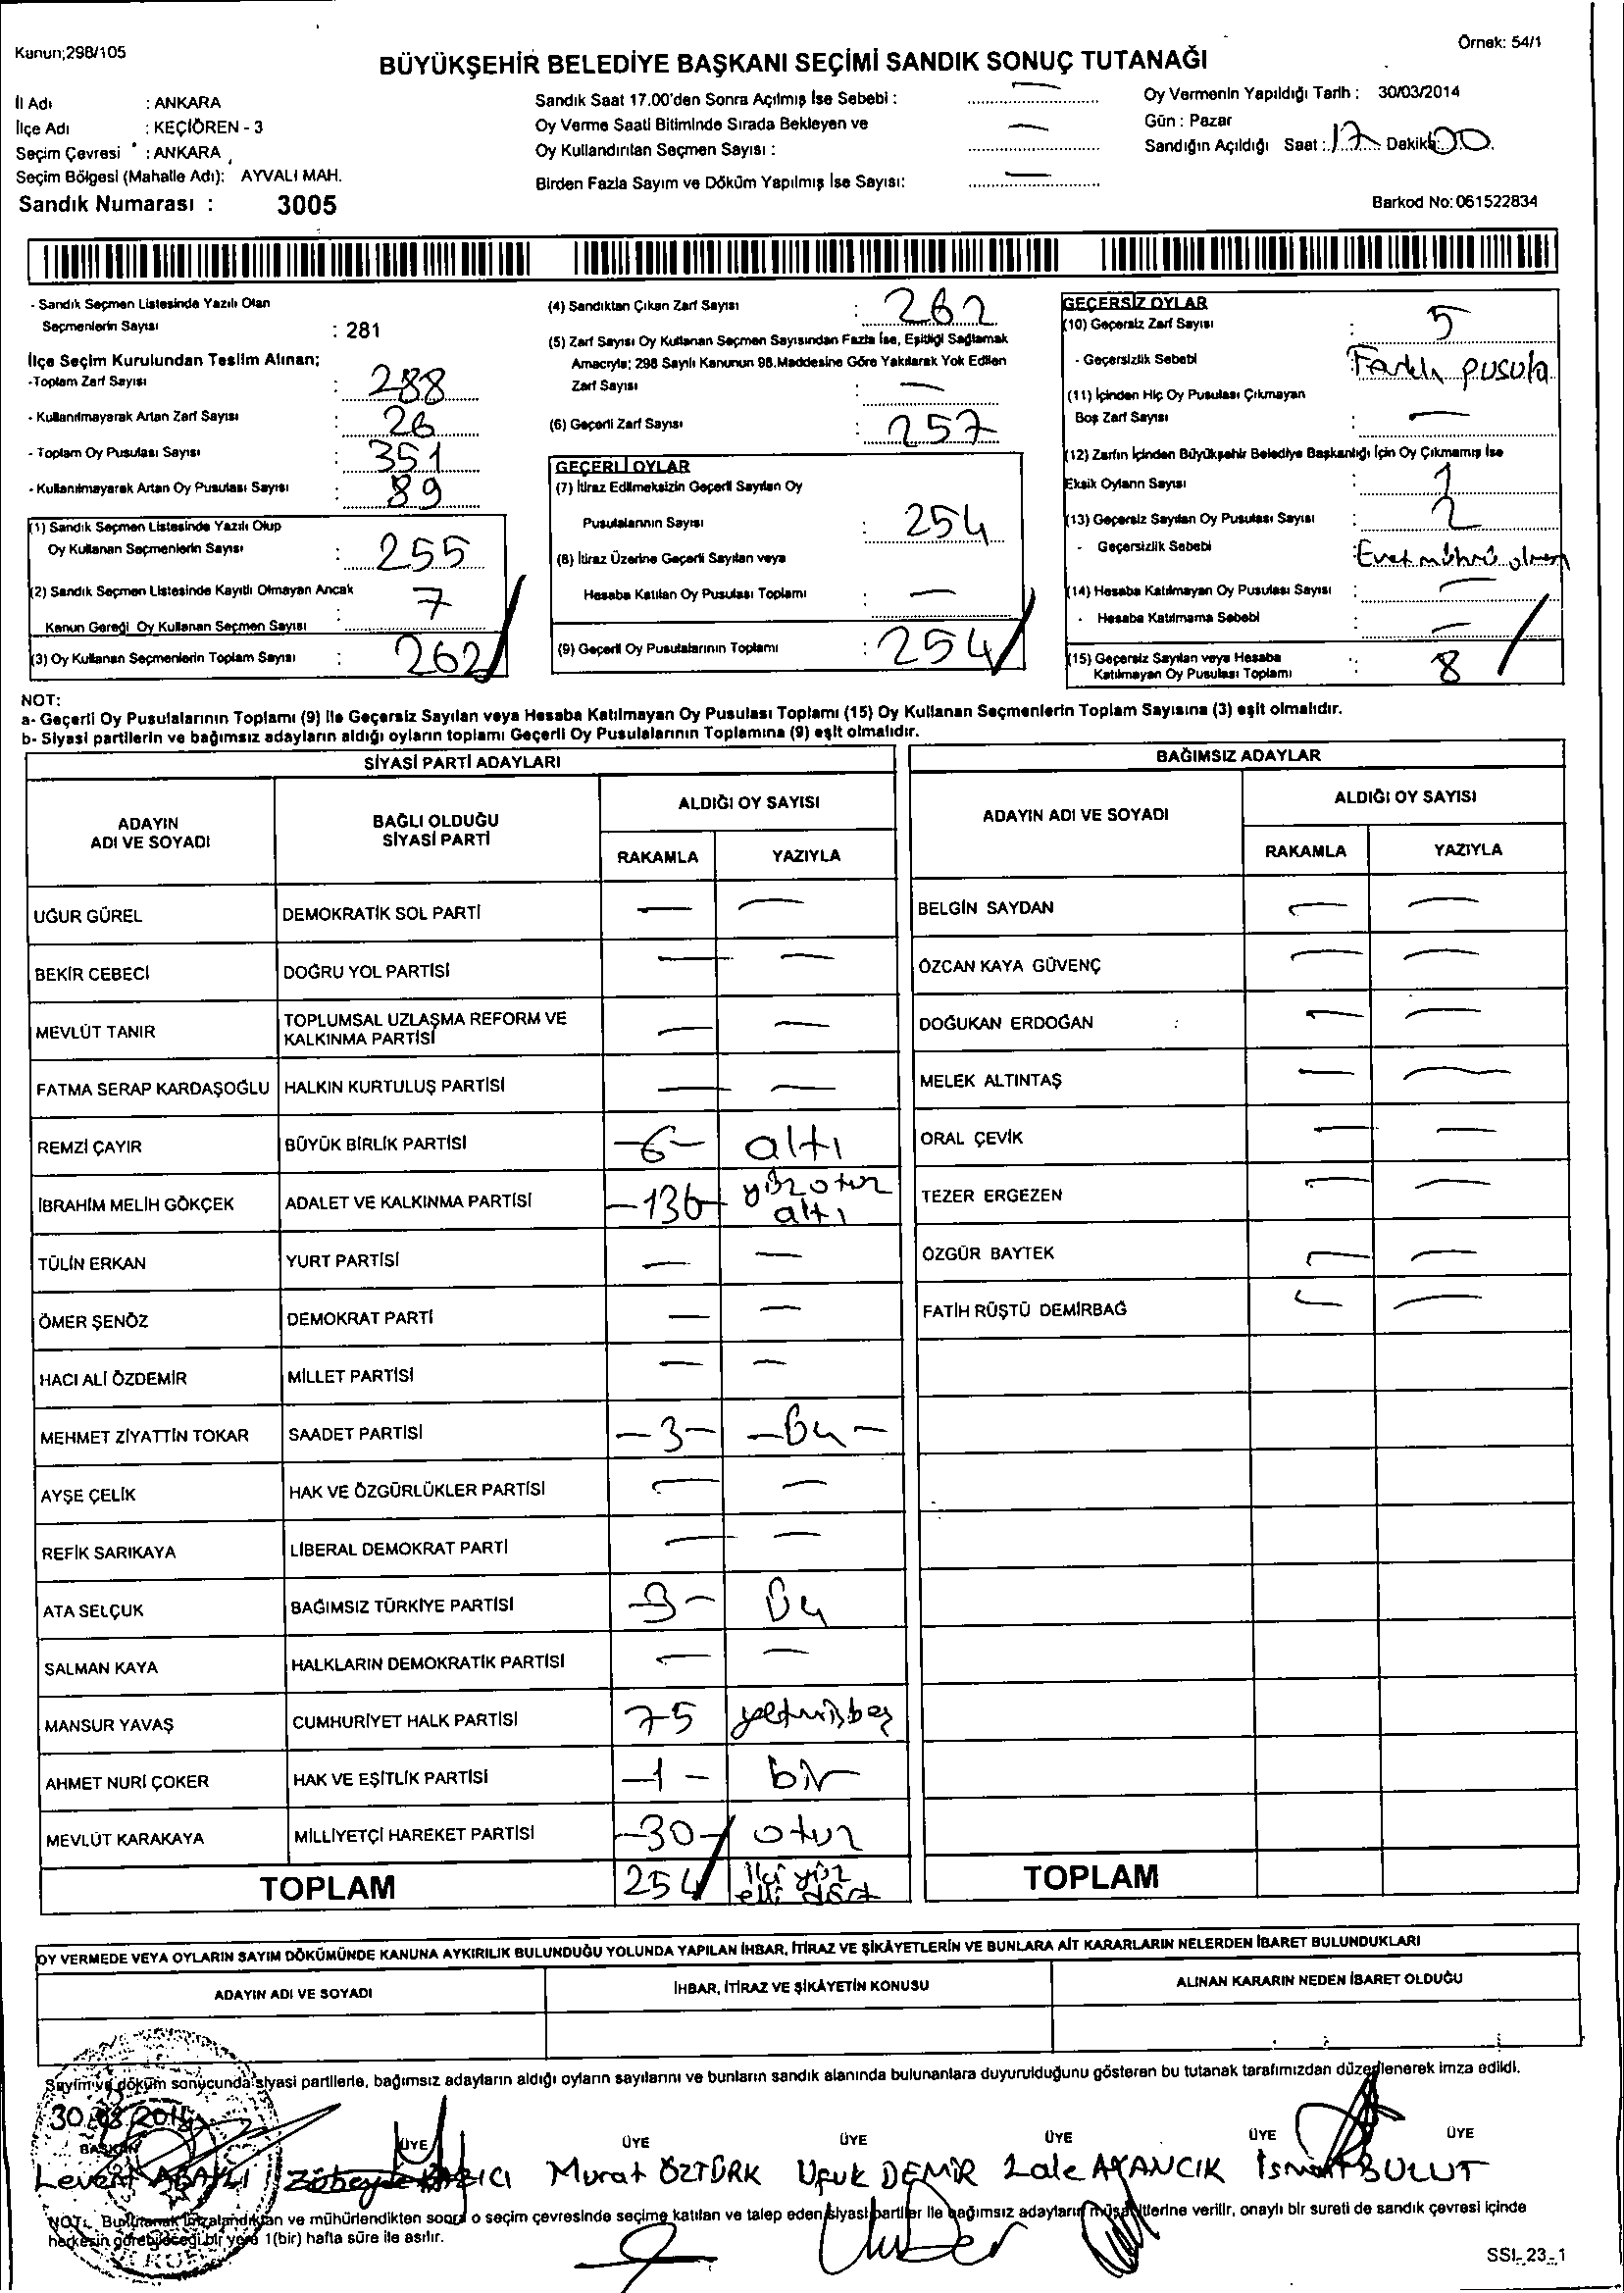 Kanun;298/105
Örnek: 54/1
BÜYÜKŞEHİR BELEDİYE BAŞKANI SEÇİMİ SANDIK SONUÇ TUTANAĞI
İl Adı : ANKARA
İlçe Adı : KEÇİÖREN - 3
Seçim Çevresi : ANKARA
Seçim Bölgesi (Mahalle Adı): AYVALI MAH.
Sandık Numarası : 3005
Sandık Saat 17.00'den Sonra Açılmış İse Sebebi : —
Oy Verme Saati Bitiminde Sırada Bekleyen ve
Oy Kullandırılan Seçmen Sayısı : —
Birden Fazla Sayım ve Döküm Yapılmış İse Sayısı: —
Oy Vermenin Yapıldığı Tarih : 30/03/2014
Gün : Pazar
Sandığın Açıldığı Saat : 17 Dakika: 00
Barkod No: 061522834
- Sandık Seçmen Listesinde Yazılı Olan
Seçmenlerin Sayısı : 281
İlçe Seçim Kurulundan Teslim Alınan;
-Toplam Zarf Sayısı : 288
- Kullanılmayarak Artan Zarf Sayısı : 26
- Toplam Oy Pusulası Sayısı : 351
- Kullanılmayarak Artan Oy Pusulası Sayısı : 89
(1) Sandık Seçmen Listesinde Yazılı Olup
Oy Kullanan Seçmenlerin Sayısı : 255
(2) Sandık Seçmen Listesinde Kayıtlı Olmayan Ancak
Kanun Gereği Oy Kullanan Seçmen Sayısı : 7
(3) Oy Kullanan Seçmenlerin Toplam Sayısı : 262
(4) Sandıktan Çıkan Zarf Sayısı : 262
(5) Zarf Sayısı Oy Kullanan Seçmen Sayısından Fazla İse, Eşitliği Sağlamak
Amacıyla; 298 Sayılı Kanunun 98.Maddesine Göre Yakılarak Yok Edilen
Zarf Sayısı : —
(6) Geçerli Zarf Sayısı : 257
GEÇERLİ OYLAR
(7) İtiraz Edilmeksizin Geçerli Sayılan Oy
Pusulalarının Sayısı : 254
(8) İtiraz Üzerine Geçerli Sayılan veya
Hesaba Katılan Oy Pusulası Toplamı : —
(9) Geçerli Oy Pusulalarının Toplamı : 254
GEÇERSİZ OYLAR
(10) Geçersiz Zarf Sayısı : 5
- Geçersizlik Sebebi : Farklı pusula
(11) İçinden Hiç Oy Pusulası Çıkmayan
Boş Zarf Sayısı : —
(12) Zarfın İçinden Büyükşehir Belediye Başkanlığı İçin Oy Çıkmamış İse
Eksik Oyların Sayısı : 1
(13) Geçersiz Sayılan Oy Pusulası Sayısı : 2
- Geçersizlik Sebebi : Evet mührü olmayan
(14) Hesaba Katılmayan Oy Pusulası Sayısı : —
- Hesaba Katılmama Sebebi : —
(15) Geçersiz Sayılan veya Hesaba
Katılmayan Oy Pusulası Toplamı : 8
NOT:
a- Geçerli Oy Pusulalarının Toplamı (9) ile Geçersiz Sayılan veya Hesaba Katılmayan Oy Pusulası Toplamı (15) Oy Kullanan Seçmenlerin Toplam Sayısına (3) eşit olmalıdır.
b- Siyasi partilerin ve bağımsız adayların aldığı oyların toplamı Geçerli Oy Pusulalarının Toplamına (9) eşit olmalıdır.
SİYASİ PARTİ ADAYLARI
ADAYIN ADI VE SOYADI
BAĞLI OLDUĞU SİYASİ PARTİ
ALDIĞI OY SAYISI
RAKAMLA YAZIYLA
UĞUR GÜREL DEMOKRATİK SOL PARTİ — —
BEKİR CEBECİ DOĞRU YOL PARTİSİ — —
MEVLÜT TANIR TOPLUMSAL UZLAŞMA REFORM VE KALKINMA PARTİSİ — —
FATMA SERAP KARDAŞOĞLU HALKIN KURTULUŞ PARTİSİ — —
REMZİ ÇAYIR BÜYÜK BİRLİK PARTİSİ -6- altı
İBRAHİM MELİH GÖKÇEK ADALET VE KALKINMA PARTİSİ -136- yüzotuz altı
TÜLİN ERKAN YURT PARTİSİ — —
ÖMER ŞENÖZ DEMOKRAT PARTİ — —
HACI ALİ ÖZDEMİR MİLLET PARTİSİ — —
MEHMET ZİYATTİN TOKAR SAADET PARTİSİ -3- -üç-
AYŞE ÇELİK HAK VE ÖZGÜRLÜKLER PARTİSİ — —
REFİK SARIKAYA LİBERAL DEMOKRAT PARTİ — —
ATA SELÇUK BAĞIMSIZ TÜRKİYE PARTİSİ -3- üç
SALMAN KAYA HALKLARIN DEMOKRATİK PARTİSİ — —
MANSUR YAVAŞ CUMHURİYET HALK PARTİSİ 75 yetmişbeş
AHMET NURİ ÇOKER HAK VE EŞİTLİK PARTİSİ -1- bir
MEVLÜT KARAKAYA MİLLİYETÇİ HAREKET PARTİSİ -30- otuz
TOPLAM 254 iki yüz elli dört
BAĞIMSIZ ADAYLAR
ADAYIN ADI VE SOYADI
ALDIĞI OY SAYISI
RAKAMLA YAZIYLA
BELGİN SAYDAN — —
ÖZCAN KAYA GÜVENÇ — —
DOĞUKAN ERDOĞAN — —
MELEK ALTINTAŞ — —
ORAL ÇEVİK — —
TEZER ERGEZEN — —
ÖZGÜR BAYTEK — —
FATİH RÜŞTÜ DEMİRBAĞ — —
TOPLAM
OY VERMEDE VEYA OYLARIN SAYIM DÖKÜMÜNDE KANUNA AYKIRILIK BULUNDUĞU YOLUNDA YAPILAN İHBAR, İTİRAZ VE ŞİKÂYETLERİN VE BUNLARA AİT KARARLARIN NELERDEN İBARET BULUNDUKLARI
ADAYIN ADI VE SOYADI İHBAR, İTİRAZ VE ŞİKÂYETİN KONUSU ALINAN KARARIN NEDEN İBARET OLDUĞU
Sayım ve döküm sonucunda siyasi partilerle, bağımsız adayların aldığı oyların sayılarını ve bunların sandık alanında bulunanlara duyurulduğunu gösteren bu tutanak tarafımızdan düzenlenerek imza edildi.
BAŞKAN ÜYE ÜYE ÜYE ÜYE ÜYE ÜYE
Levent Murat ÖZTÜRK Ufuk DEMİR Lale AYANCIK İsmail BULUT
NOT: Bu tutanak imzalandıktan ve mühürlendikten sonra o seçim çevresinde seçime katılan ve talep eden siyasi partiler ile bağımsız adayların müşahitlerine verilir, onaylı bir sureti de sandık çevresi içinde
herkesin görebileceği bir yere 1(bir) hafta süre ile asılır.
SSI_23_1